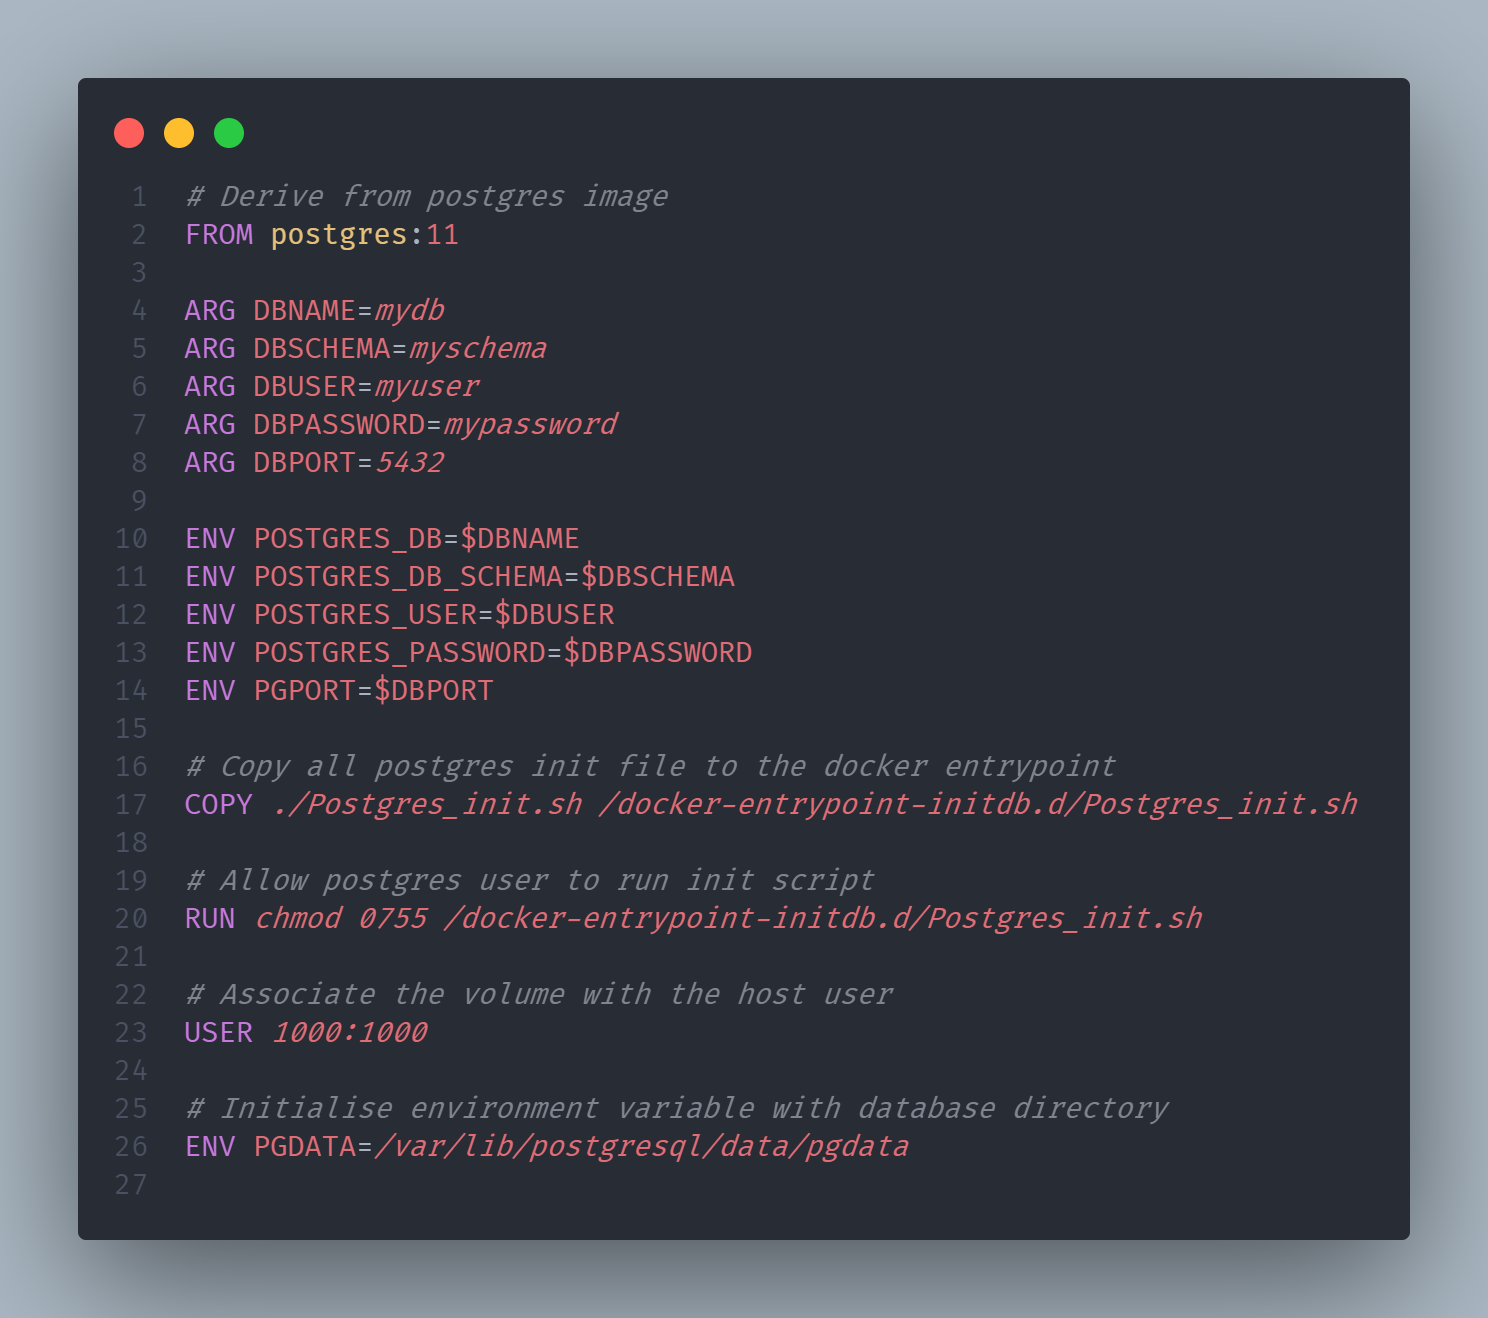 1 # Derive from postgres image
2 FROM postgres:11
3
4 ARG DBNAME=mydb
5 ARG DBSCHEMA=myschema
6 ARG DBUSER=myuser
7 ARG DBPASSWORD=mypassword
8 ARG DBPORT=5432
9
10 ENV POSTGRES_DB=$DBNAME
11 ENV POSTGRES_DB_SCHEMA=$DBSCHEMA
12 ENV POSTGRES_USER=$DBUSER
13 ENV POSTGRES_PASSWORD=$DBPASSWORD
14 ENV PGPORT=$DBPORT
15
16 # Copy all postgres init file to the docker entrypoint
17 COPY ./Postgres_init.sh /docker-entrypoint-initdb.d/Postgres_init.sh
18
19 # Allow postgres user to run init script
20 RUN chmod 0755 /docker-entrypoint-initdb.d/Postgres_init.sh
21
22 # Associate the volume with the host user
23 USER 1000:1000
24
25 # Initialise environment variable with database directory
26 ENV PGDATA=/var/lib/postgresql/data/pgdata
27